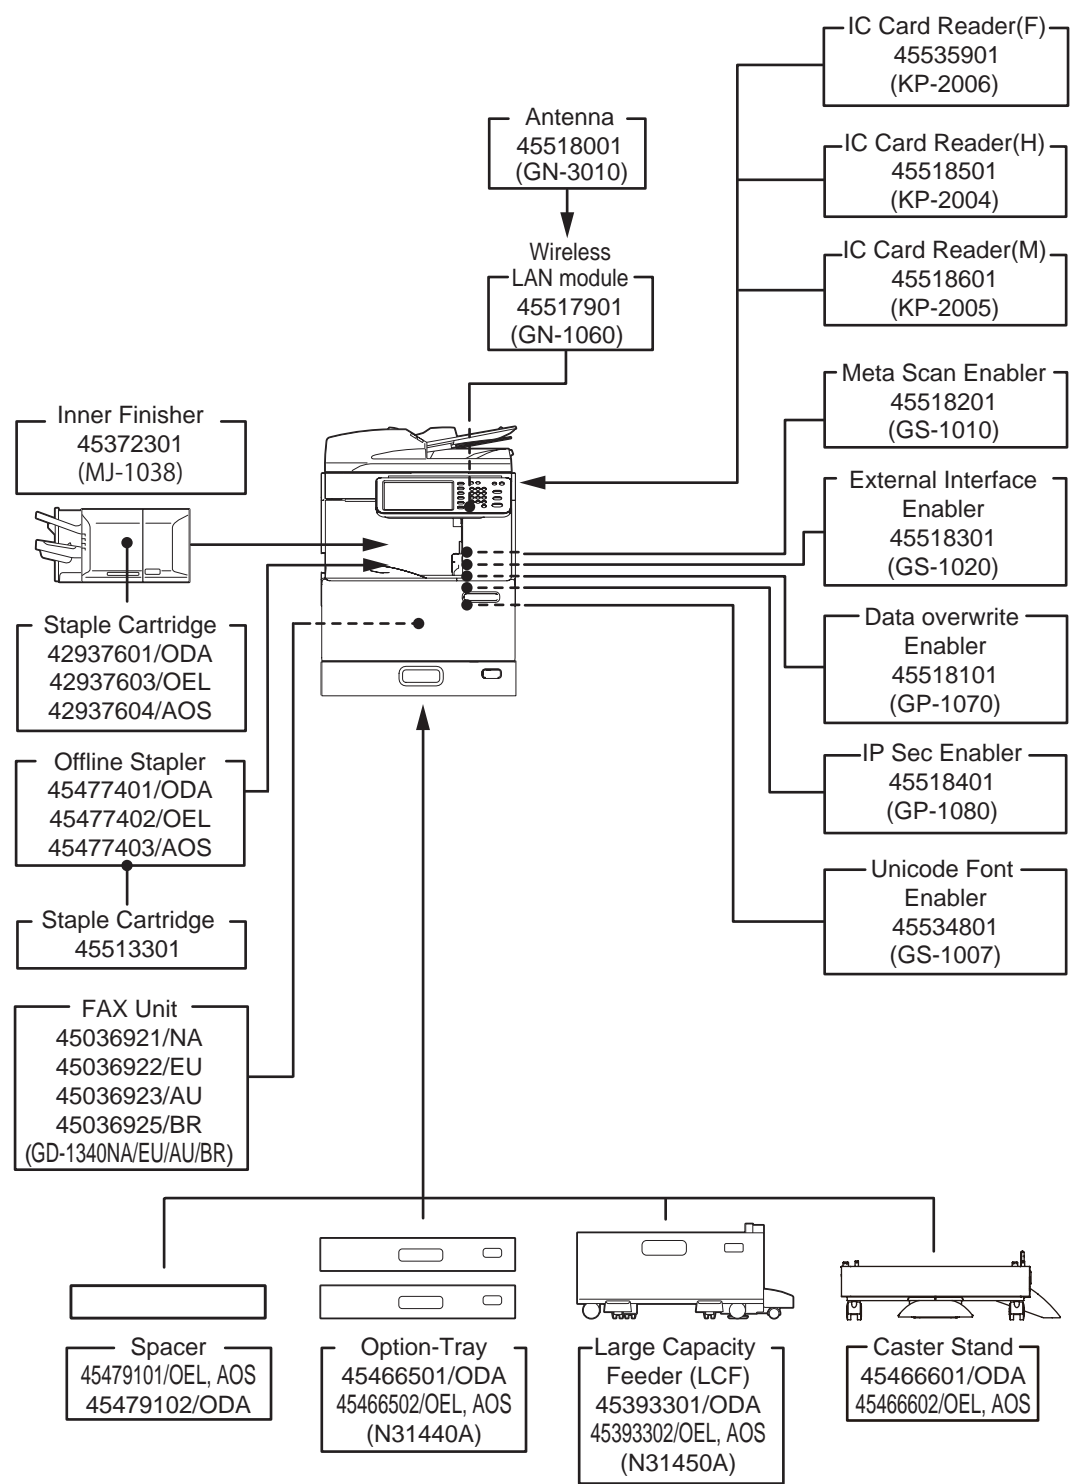 IC Card Reader(F)
45535901
(KP-2006)
Antenna
45518001
(GN-3010)
IC Card Reader(H)
45518501
(KP-2004)
Wireless
LAN module
45517901
(GN-1060)
IC Card Reader(M)
45518601
(KP-2005)
Meta Scan Enabler
45518201
(GS-1010)
Inner Finisher
45372301
(MJ-1038)
External Interface
Enabler
45518301
(GS-1020)
Staple Cartridge
42937601/ODA
42937603/OEL
42937604/AOS
Data overwrite
Enabler
45518101
(GP-1070)
Offline Stapler
45477401/ODA
45477402/OEL
45477403/AOS
IP Sec Enabler
45518401
(GP-1080)
Staple Cartridge
45513301
Unicode Font
Enabler
45534801
(GS-1007)
FAX Unit
45036921/NA
45036922/EU
45036923/AU
45036925/BR
(GD-1340NA/EU/AU/BR)
Spacer
45479101/OEL, AOS
45479102/ODA
Option-Tray
45466501/ODA
45466502/OEL, AOS
(N31440A)
Large Capacity
Feeder (LCF)
45393301/ODA
45393302/OEL, AOS
(N31450A)
Caster Stand
45466601/ODA
45466602/OEL, AOS